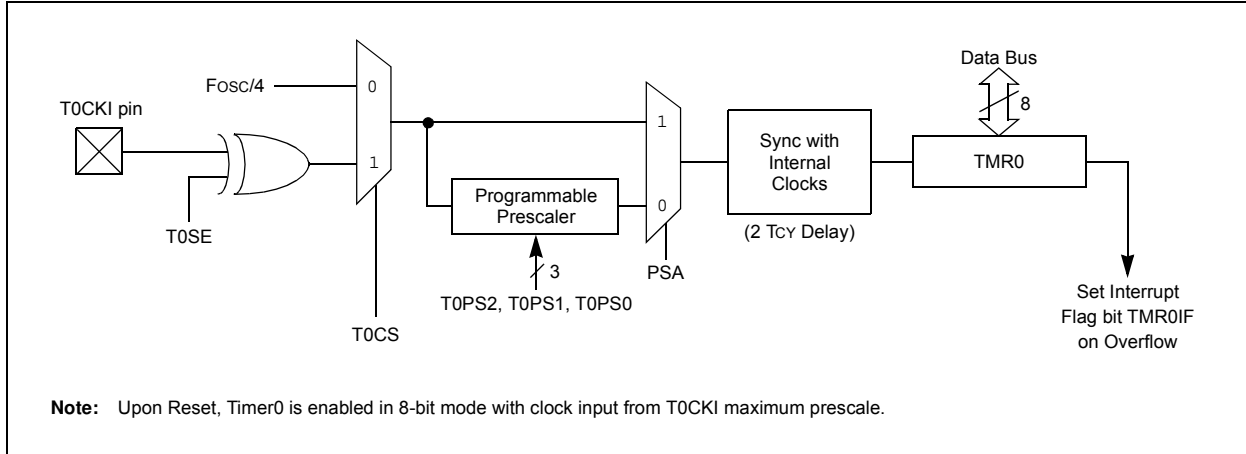 FOSC/4
0
T0CKI pin
1
T0SE
T0CS
Programmable
Prescaler
3
T0PS2, T0PS1, T0PS0
1
0
PSA
Sync with
Internal
Clocks
(2 TCY Delay)
Data Bus
8
TMR0
Set Interrupt
Flag bit TMR0IF
on Overflow
Note: Upon Reset, Timer0 is enabled in 8-bit mode with clock input from T0CKI maximum prescale.